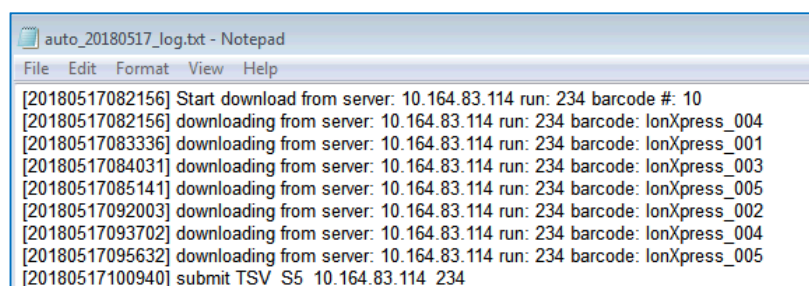 auto_20180517_log.txt - Notepad
File Edit Format View Help
[20180517082156] Start download from server: 10.164.83.114 run: 234 barcode #: 10
[20180517082156] downloading from server: 10.164.83.114 run: 234 barcode: IonXpress_004
[20180517083336] downloading from server: 10.164.83.114 run: 234 barcode: IonXpress_001
[20180517084031] downloading from server: 10.164.83.114 run: 234 barcode: IonXpress_003
[20180517085141] downloading from server: 10.164.83.114 run: 234 barcode: IonXpress_005
[20180517092003] downloading from server: 10.164.83.114 run: 234 barcode: IonXpress_002
[20180517093702] downloading from server: 10.164.83.114 run: 234 barcode: IonXpress_004
[20180517095632] downloading from server: 10.164.83.114 run: 234 barcode: IonXpress_005
[20180517100940] submit TSV_S5_10.164.83.114_234